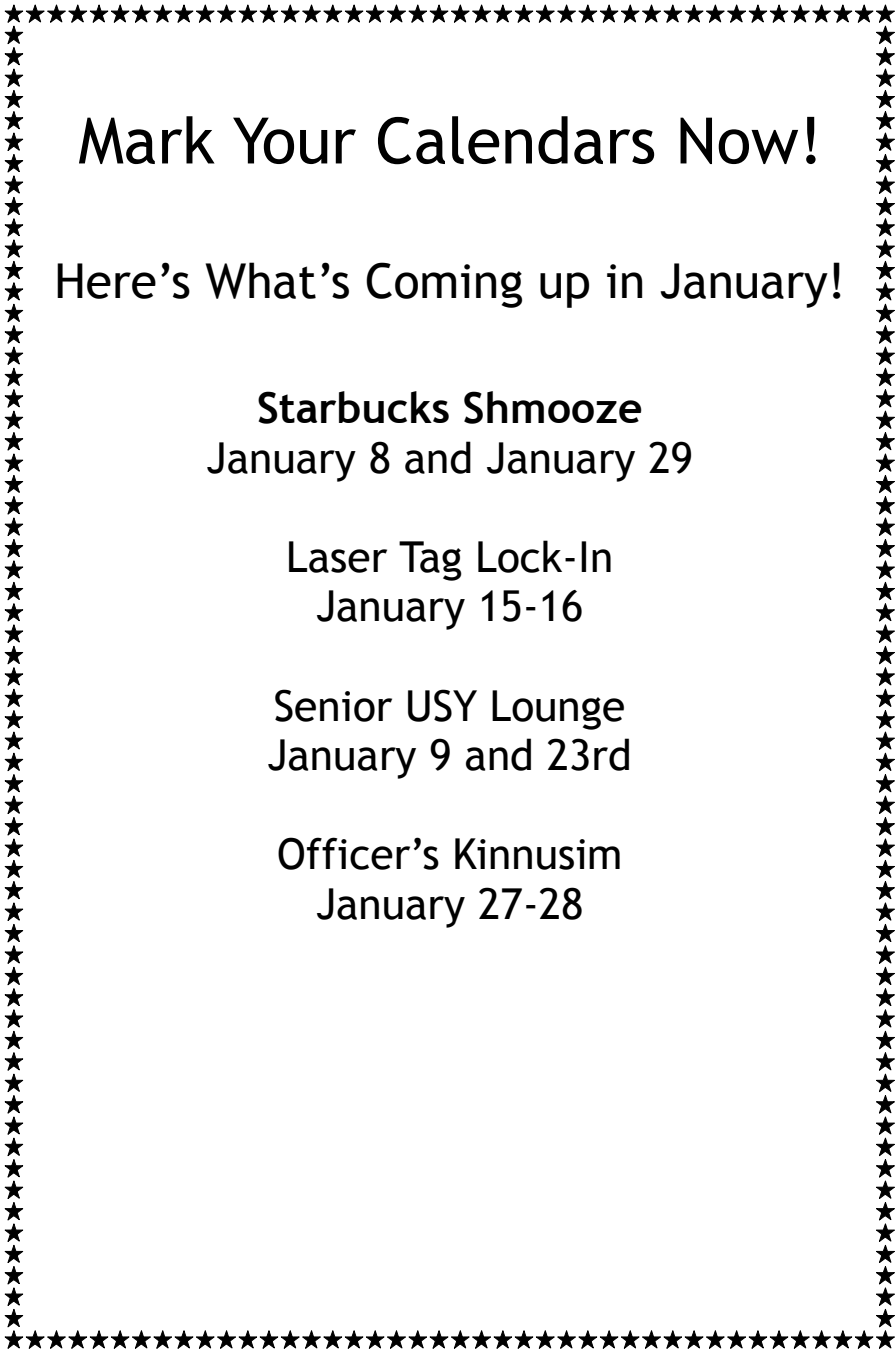 Mark Your Calendars Now!
Here’s What’s Coming up in January!
Starbucks Shmooze
January 8 and January 29
Laser Tag Lock-In
January 15-16
Senior USY Lounge
January 9 and 23rd
Officer’s Kinnusim
January 27-28